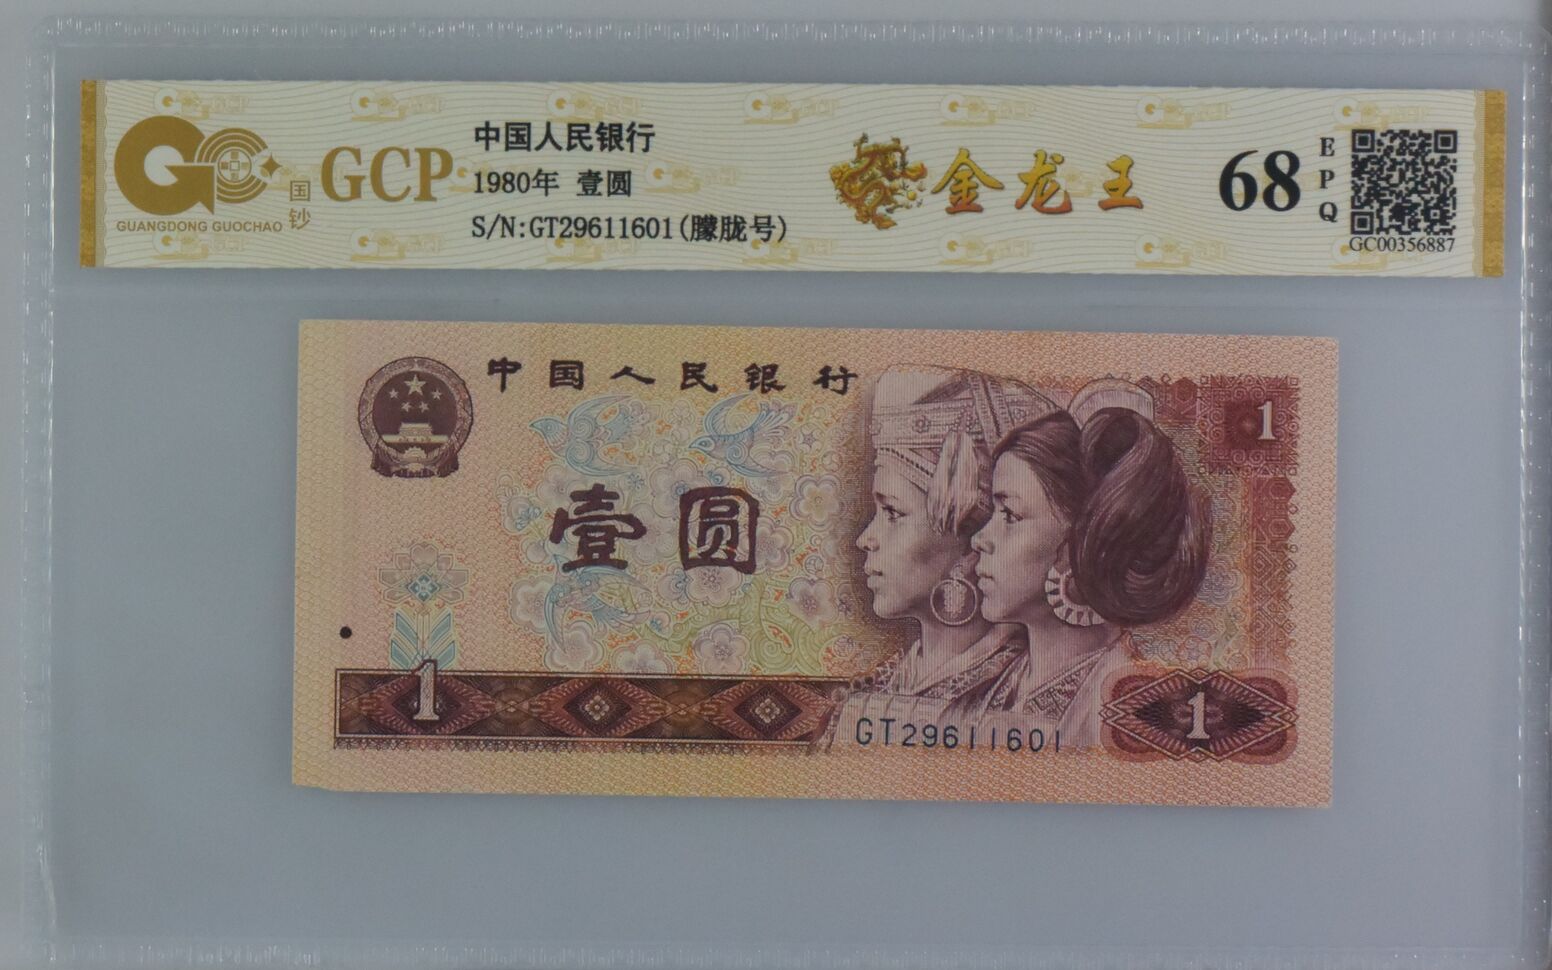 GCP
国钞
GUANGDONG GUOCHAO
中国人民银行
1980年 壹圆
S/N:GT29611601(朦胧号)
金龙王
68
EPQ
GC00356887
中国人民银行
1
壹圆
1
GT29611601
1